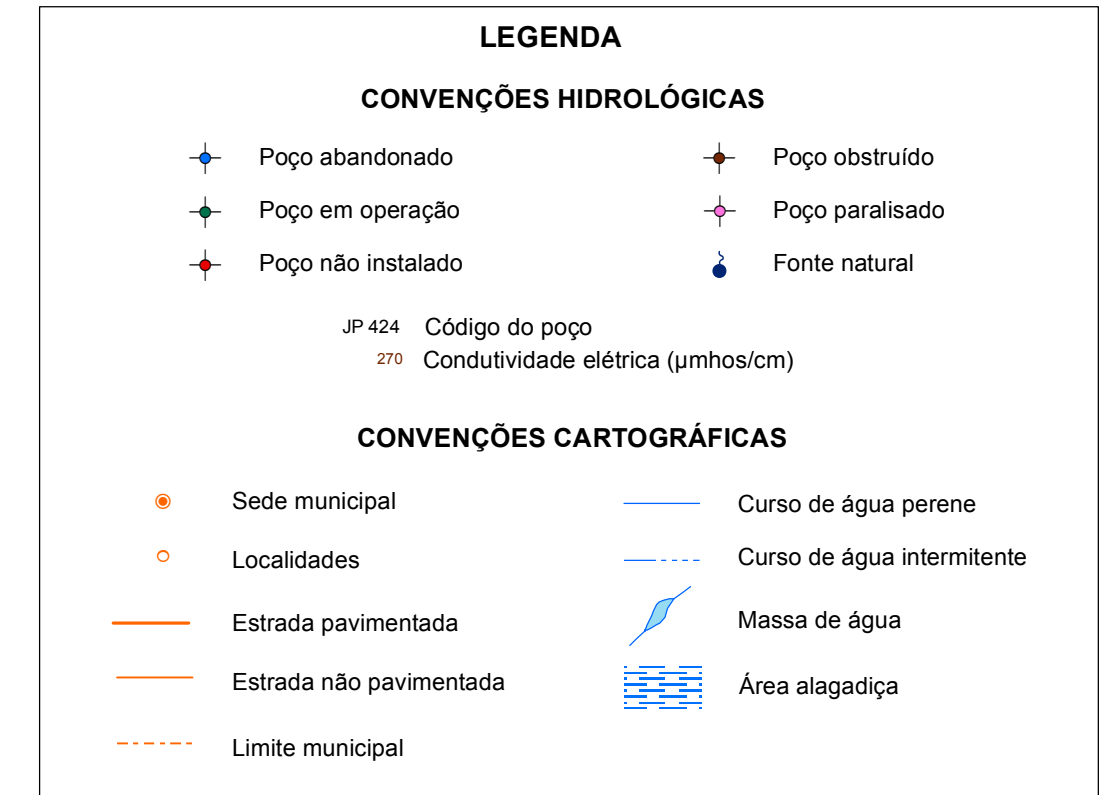 LEGENDA
CONVENÇÕES HIDROLÓGICAS
Poço abandonado
Poço obstruído
Poço em operação
Poço paralisado
Poço não instalado
Fonte natural
JP 424 Código do poço
270 Condutividade elétrica (µmhos/cm)
CONVENÇÕES CARTOGRÁFICAS
Sede municipal
Curso de água perene
Localidades
Curso de água intermitente
Estrada pavimentada
Massa de água
Estrada não pavimentada
Área alagadiça
Limite municipal